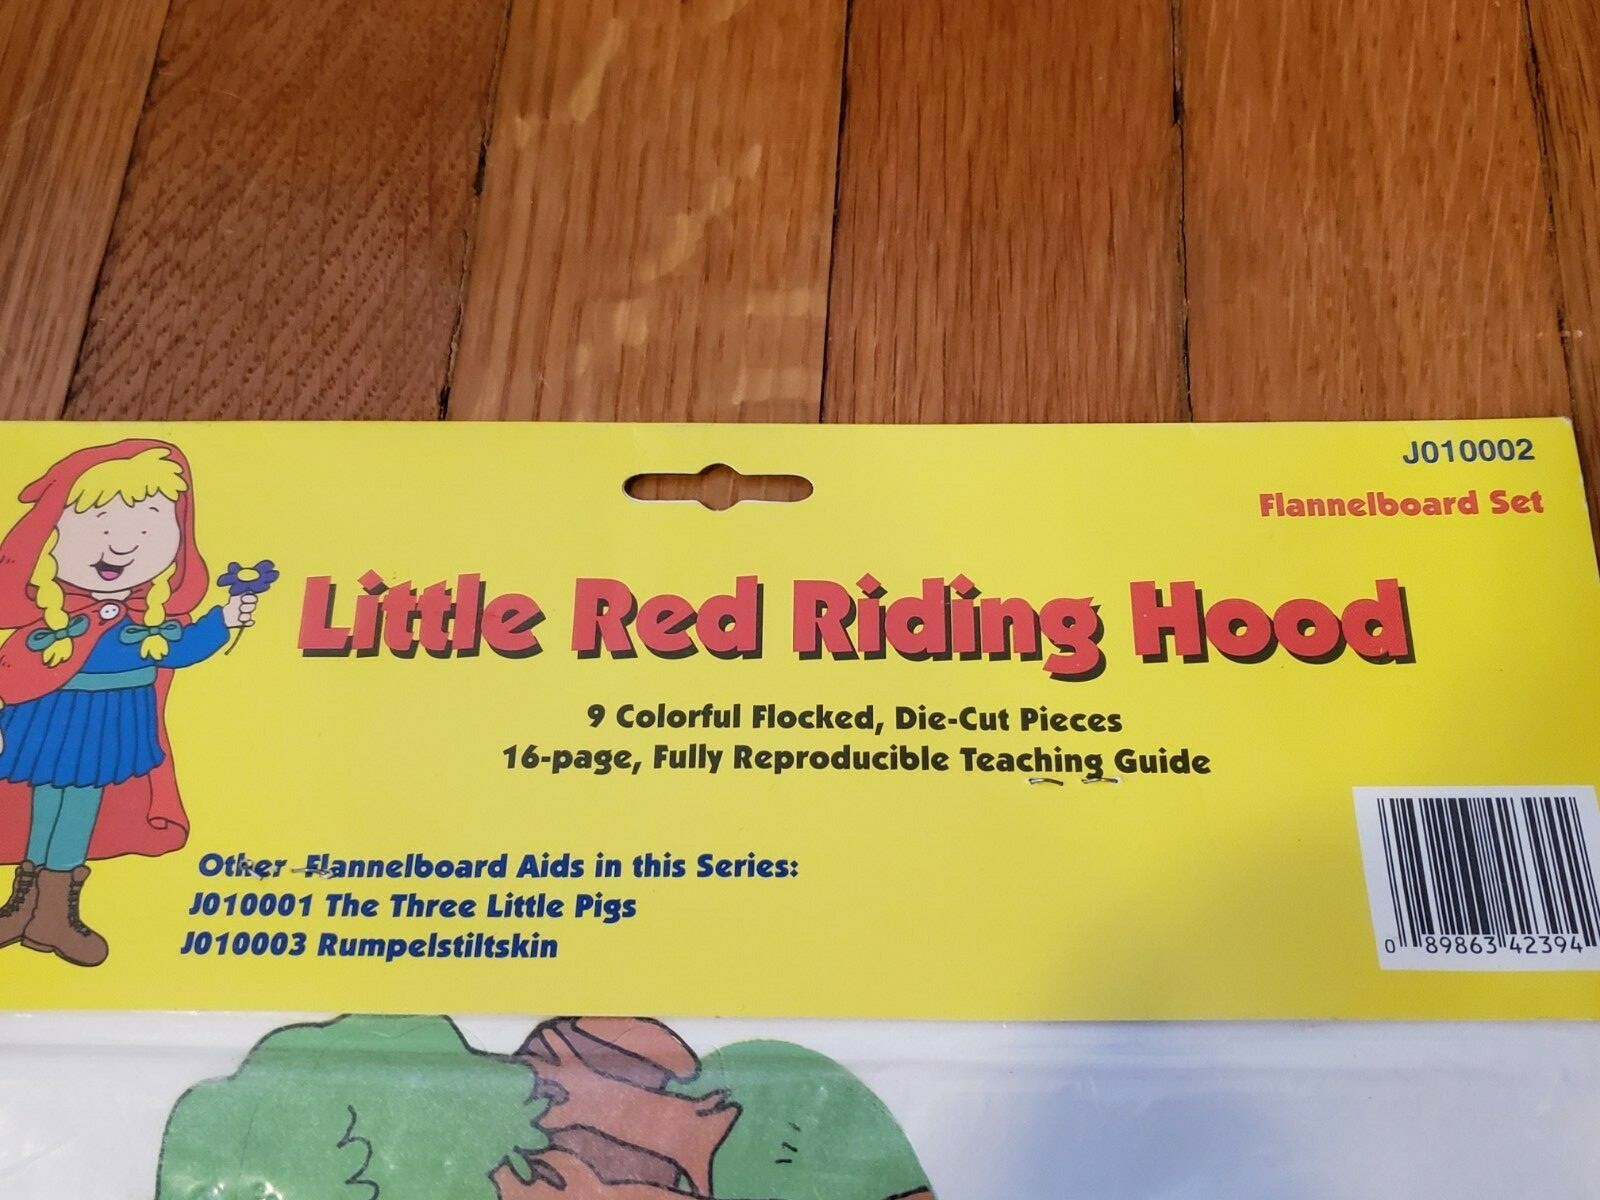 J010002
Flannelboard Set
Little Red Riding Hood
9 Colorful Flocked, Die-Cut Pieces
16-page, Fully Reproducible Teaching Guide
Other Flannelboard Aids in this Series:
J010001 The Three Little Pigs
J010003 Rumpelstiltskin
0 89863 42394